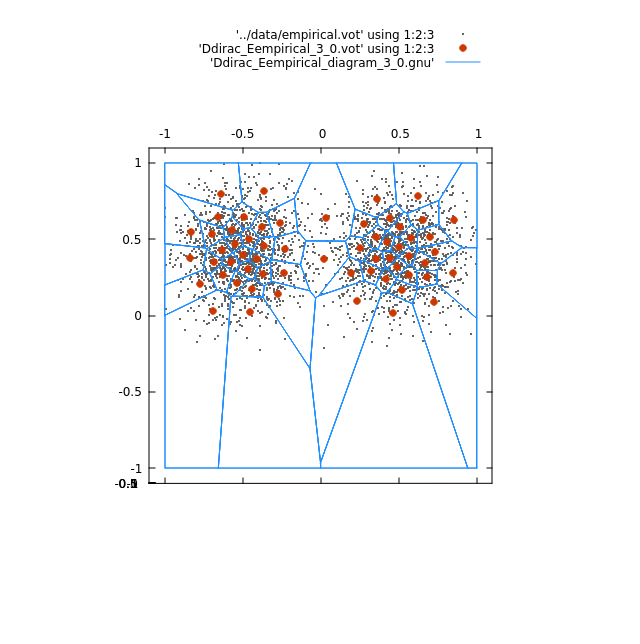 '../data/empirical.vot' using 1:2:3
'Ddirac_Eempirical_3_0.vot' using 1:2:3
'Ddirac_Eempirical_diagram_3_0.gnu'
-1 -0.5 0 0.5 1
1
0.5
0
-0.5
-1